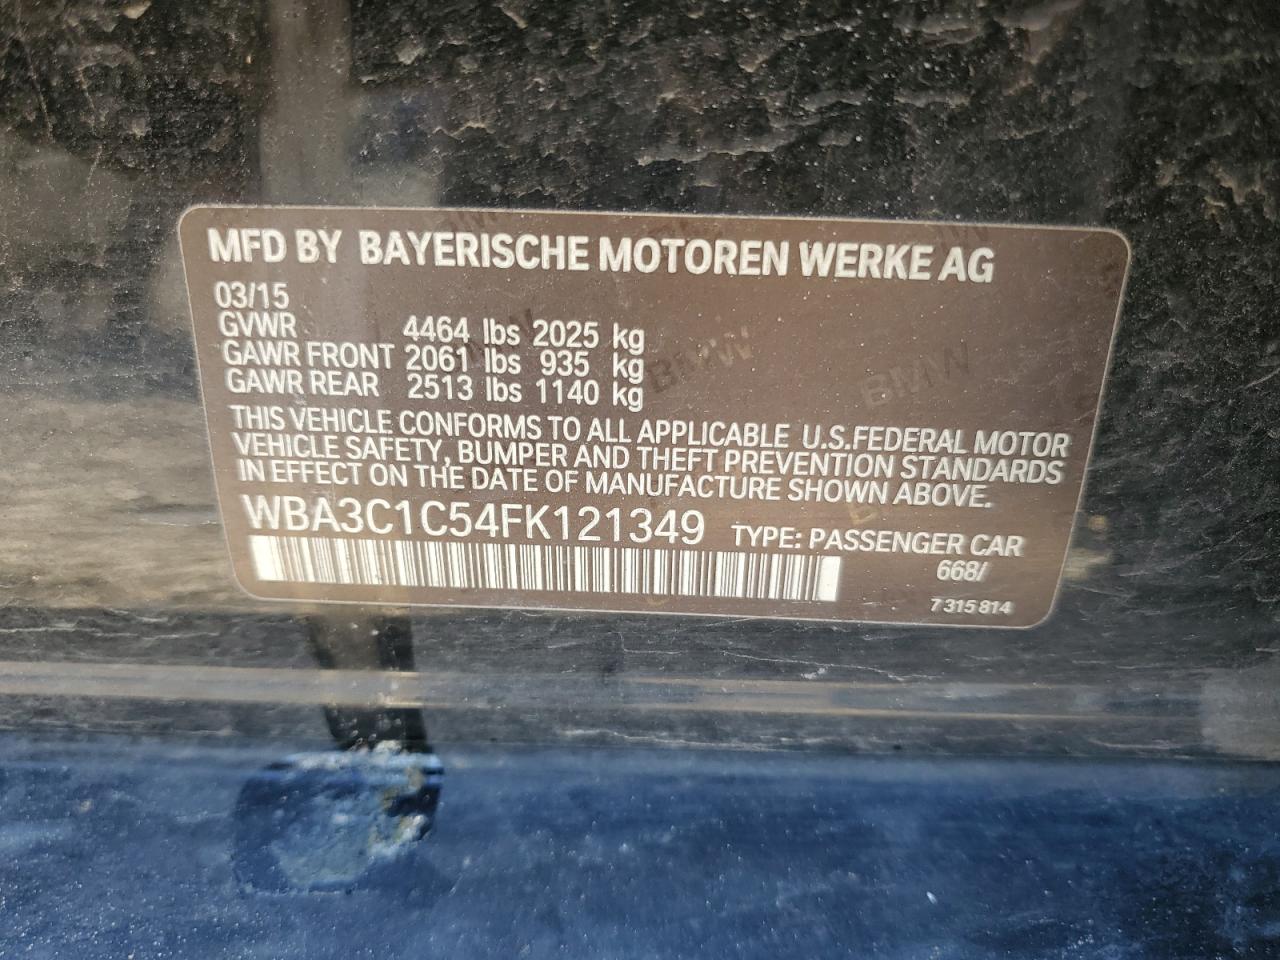 MFD BY BAYERISCHE MOTOREN WERKE AG
03/15
GVWR 4464 lbs 2025 kg
GAWR FRONT 2061 lbs 935 kg
GAWR REAR 2513 lbs 1140 kg
THIS VEHICLE CONFORMS TO ALL APPLICABLE U.S.FEDERAL MOTOR
VEHICLE SAFETY, BUMPER AND THEFT PREVENTION STANDARDS
IN EFFECT ON THE DATE OF MANUFACTURE SHOWN ABOVE.
WBA3C1C54FK121349 TYPE: PASSENGER CAR
668/
7 315 814
BMW
BMW